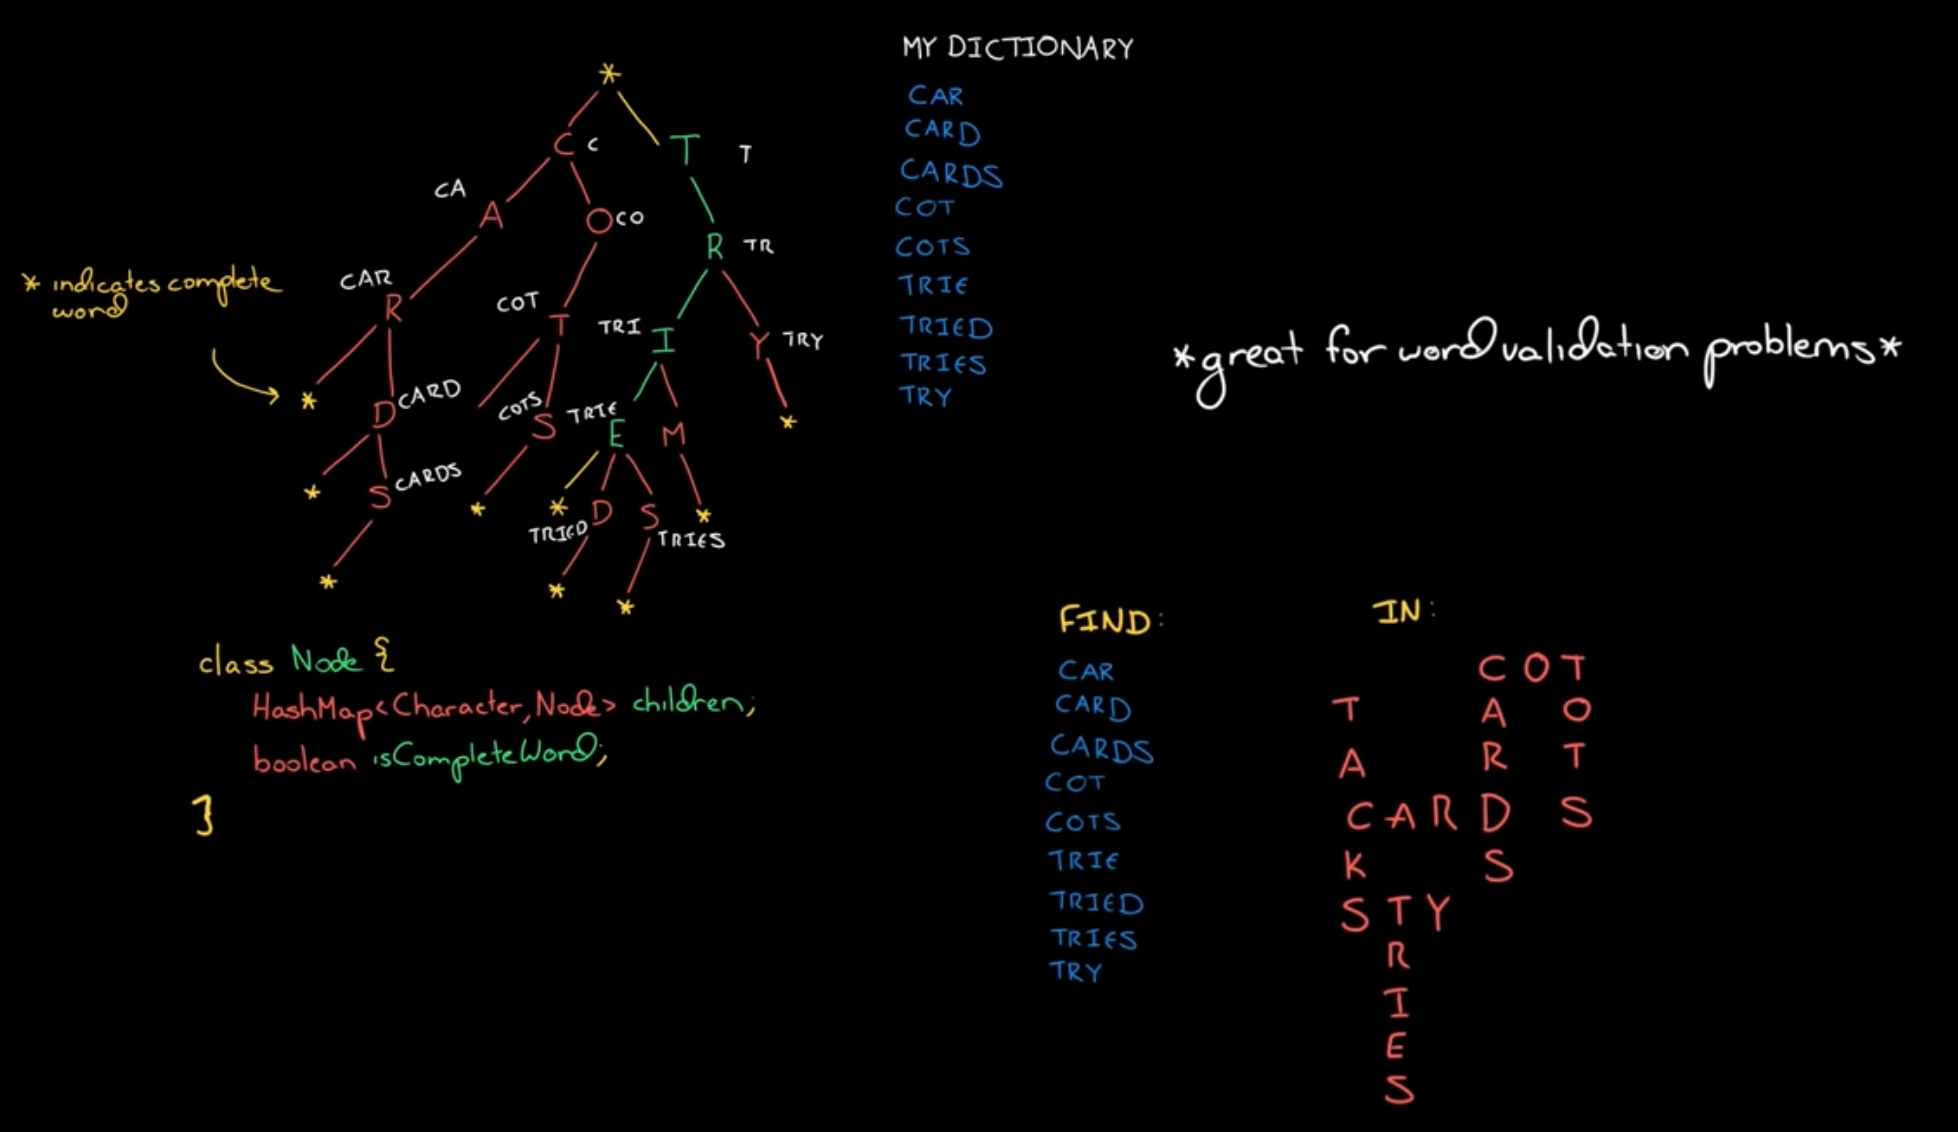 MY DICTIONARY
CAR
CARD
CARDS
COT
COTS
TRIE
TRIED
TRIES
TRY
*
C C
T T
CA
A
O CO
R TR
* indicates complete
word
CAR
R
COT
T
TRI
I
Y TRY
*
D CARD
COTS
S
TRIE
E
M
*
*
S CARDS
*
*
D
S
*
TRIED
TRIES
*
*
*
*great for word validation problems*
class Node {
HashMap<Character, Node> children;
boolean isCompleteWord;
}
FIND:
CAR
CARD
CARDS
COT
COTS
TRIE
TRIED
TRIES
TRY
IN:
C O T
T A O
A R T
C A R D S
K S
S T Y
R
I
E
S